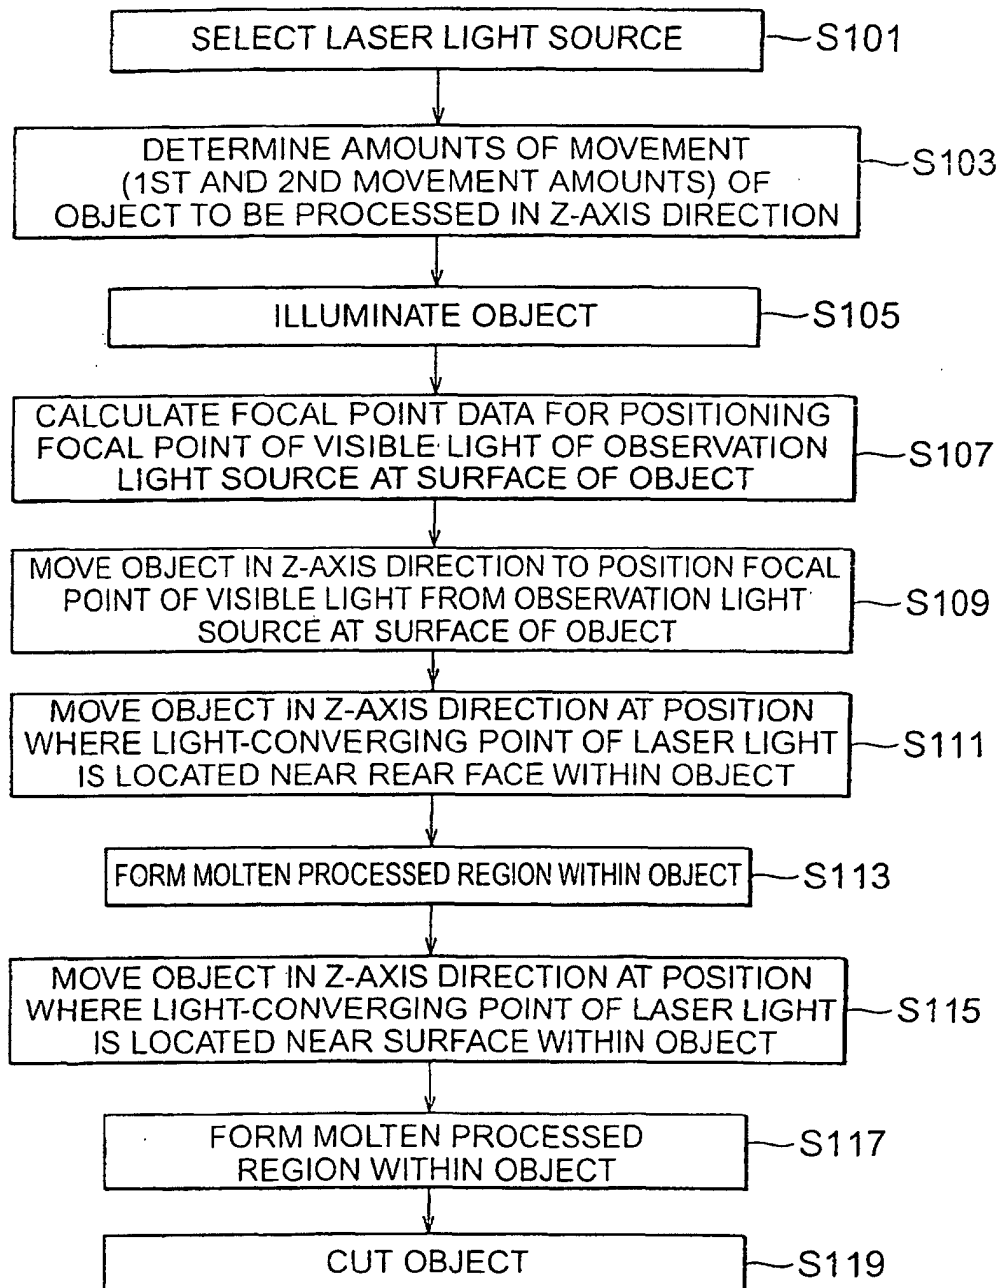 SELECT LASER LIGHT SOURCE
S101
DETERMINE AMOUNTS OF MOVEMENT
(1ST AND 2ND MOVEMENT AMOUNTS) OF
OBJECT TO BE PROCESSED IN Z-AXIS DIRECTION
S103
ILLUMINATE OBJECT
S105
CALCULATE FOCAL POINT DATA FOR POSITIONING
FOCAL POINT OF VISIBLE LIGHT OF OBSERVATION
LIGHT SOURCE AT SURFACE OF OBJECT
S107
MOVE OBJECT IN Z-AXIS DIRECTION TO POSITION FOCAL
POINT OF VISIBLE LIGHT FROM OBSERVATION LIGHT
SOURCE AT SURFACE OF OBJECT
S109
MOVE OBJECT IN Z-AXIS DIRECTION AT POSITION
WHERE LIGHT-CONVERGING POINT OF LASER LIGHT
IS LOCATED NEAR REAR FACE WITHIN OBJECT
S111
FORM MOLTEN PROCESSED REGION WITHIN OBJECT
S113
MOVE OBJECT IN Z-AXIS DIRECTION AT POSITION
WHERE LIGHT-CONVERGING POINT OF LASER LIGHT
IS LOCATED NEAR SURFACE WITHIN OBJECT
S115
FORM MOLTEN PROCESSED
REGION WITHIN OBJECT
S117
CUT OBJECT
S119